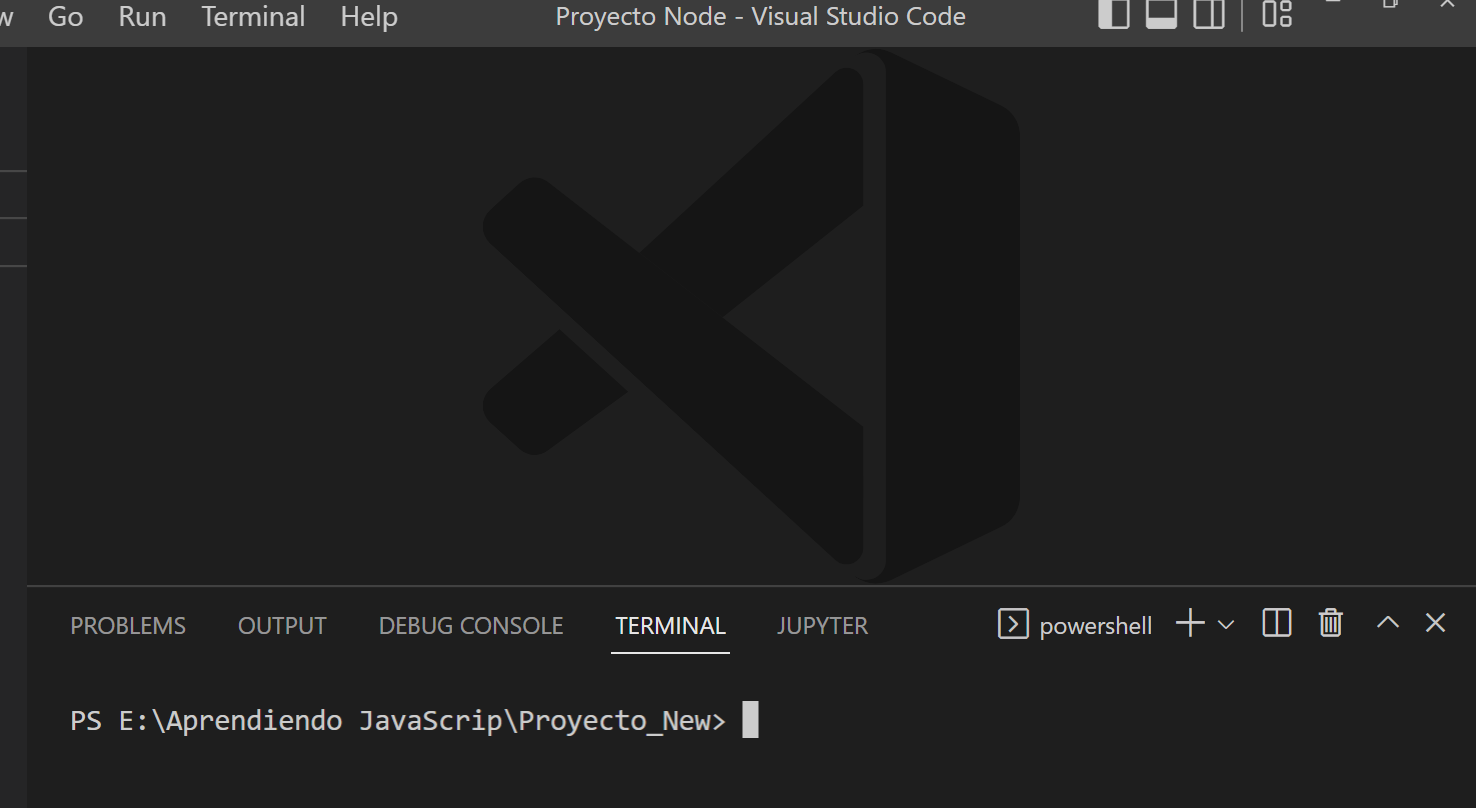 w Go Run Terminal Help Proyecto Node - Visual Studio Code
PROBLEMS OUTPUT DEBUG CONSOLE TERMINAL JUPYTER powershell
PS E:\Aprendiendo JavaScrip\Proyecto_New>